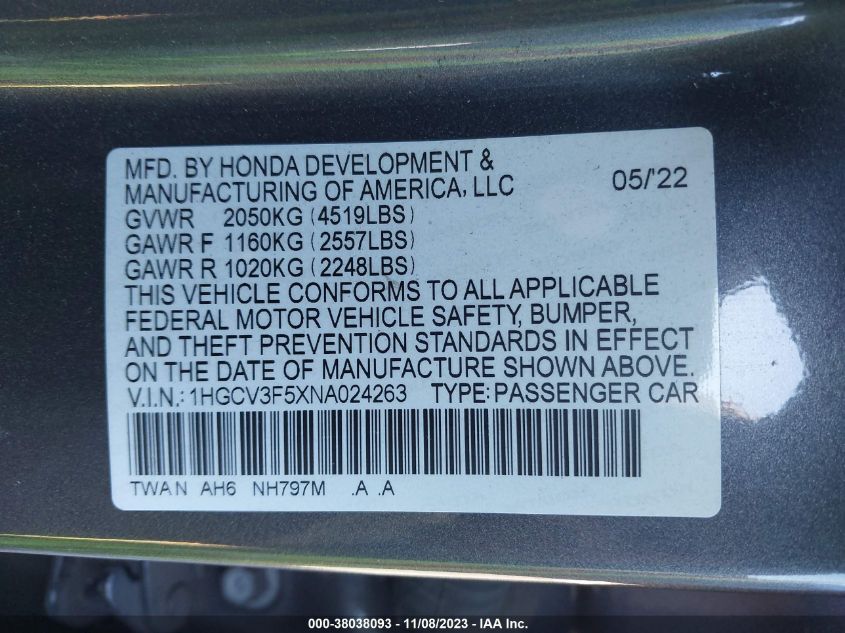 MFD. BY HONDA DEVELOPMENT &
MANUFACTURING OF AMERICA, LLC 05/'22
GVWR 2050KG (4519LBS)
GAWR F 1160KG (2557LBS)
GAWR R 1020KG (2248LBS)
THIS VEHICLE CONFORMS TO ALL APPLICABLE
FEDERAL MOTOR VEHICLE SAFETY, BUMPER,
AND THEFT PREVENTION STANDARDS IN EFFECT
ON THE DATE OF MANUFACTURE SHOWN ABOVE.
V.I.N.: 1HGCV3F5XNA024263 TYPE: PASSENGER CAR
TWAN AH6 NH797M .A .A
000-38038093 — 11/08/2023 — IAA Inc.